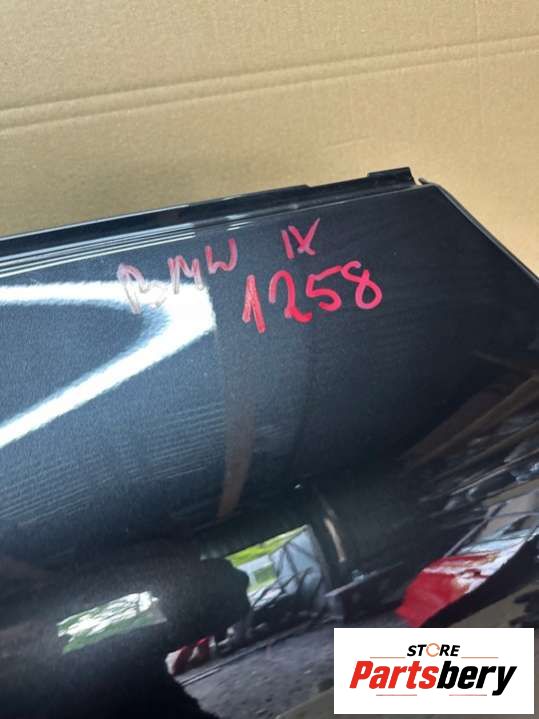 BMW IX
1258
STORE
Partsbery